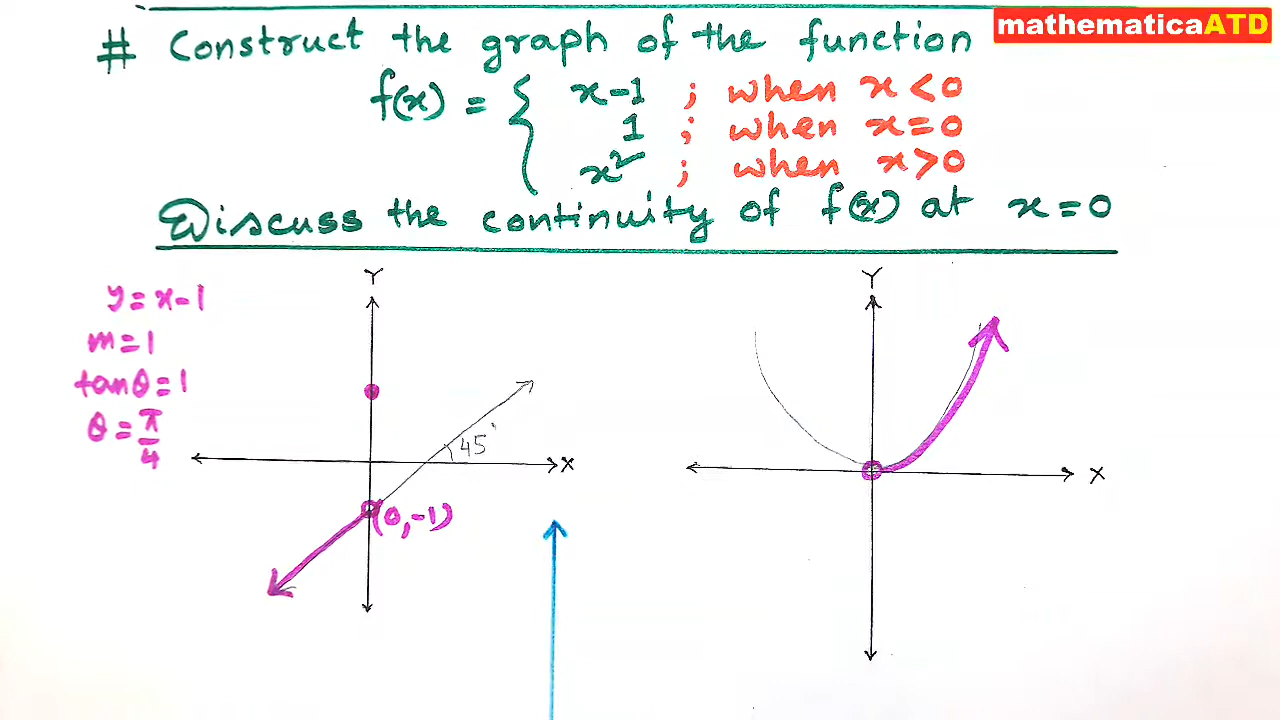 mathematicaATD
# Construct the graph of the function
f(x) = { x-1 ; when x<0
1 ; when x=0
x² ; when x>0
Discuss the continuity of f(x) at x=0
y=x-1
m=1
tanθ=1
θ=π/4
Y
45°
X
(0,-1)
Y
X